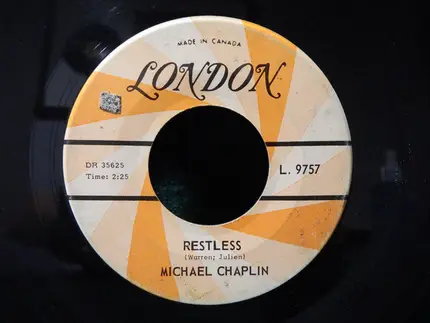 MADE IN CANADA
LONDON
DR 35625
Time: 2:25
L. 9757
RESTLESS
(Warren; Julien)
MICHAEL CHAPLIN